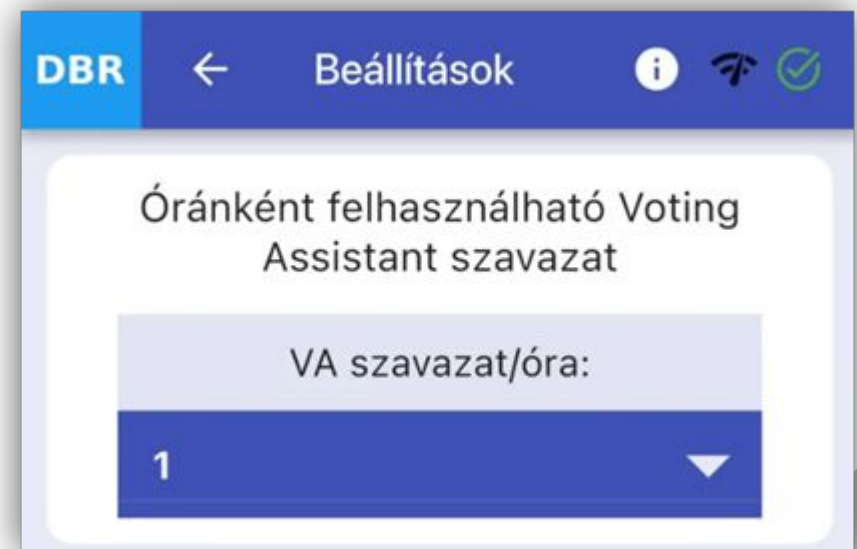 DBR
Beállítások
Óránként felhasználható Voting
Assistant szavazat
VA szavazat/óra:
1